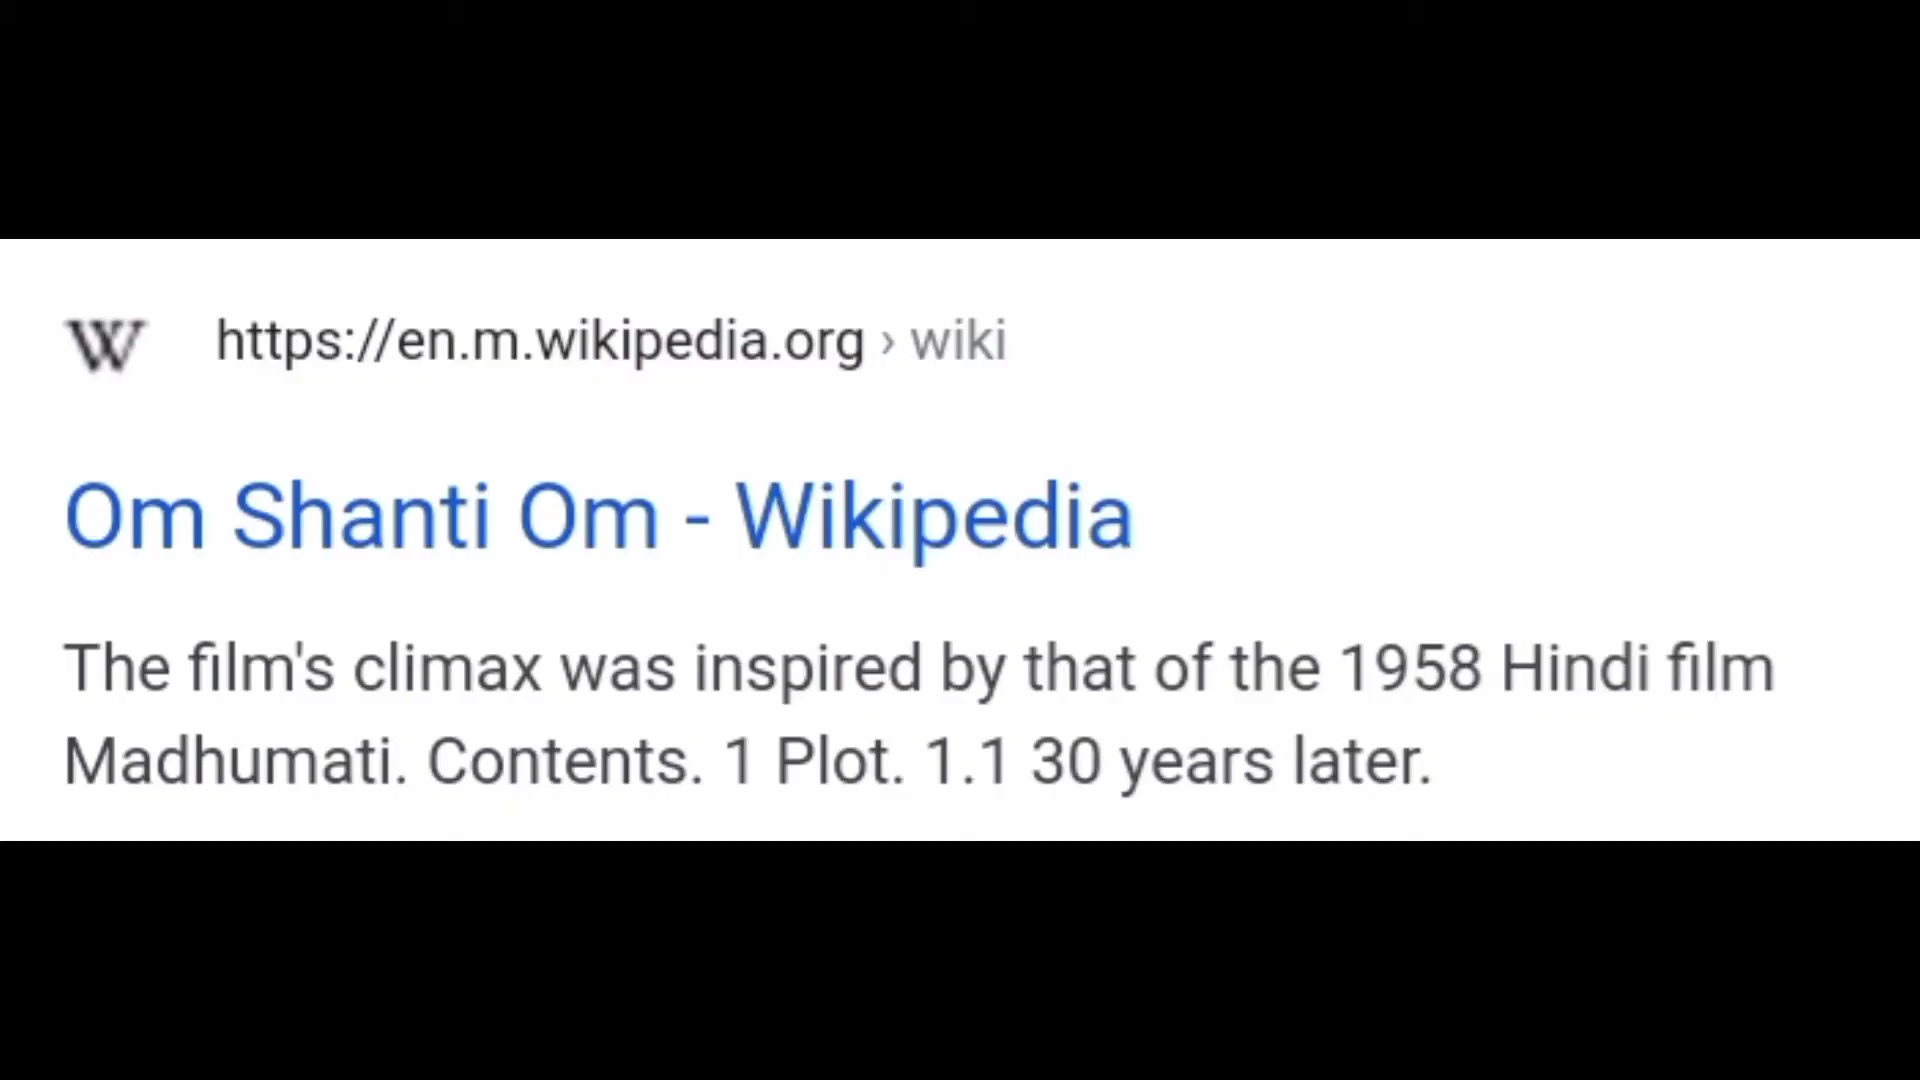 W https://en.m.wikipedia.org › wiki
Om Shanti Om - Wikipedia
The film's climax was inspired by that of the 1958 Hindi film
Madhumati. Contents. 1 Plot. 1.1 30 years later.